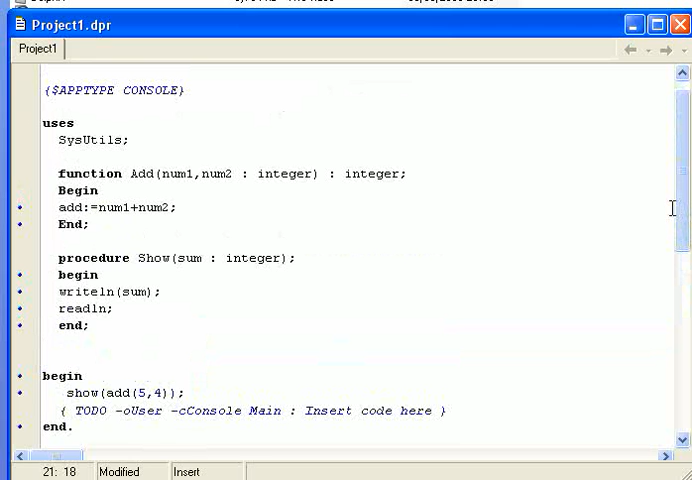 Project1.dpr
Project1
{$APPTYPE CONSOLE}
uses
SysUtils;
function Add(num1,num2 : integer) : integer;
Begin
add:=num1+num2;
End;
procedure Show(sum : integer);
begin
writeln(sum);
readln;
end;
begin
show(add(5,4));
{ TODO -oUser -cConsole Main : Insert code here }
end.
21: 18 Modified Insert